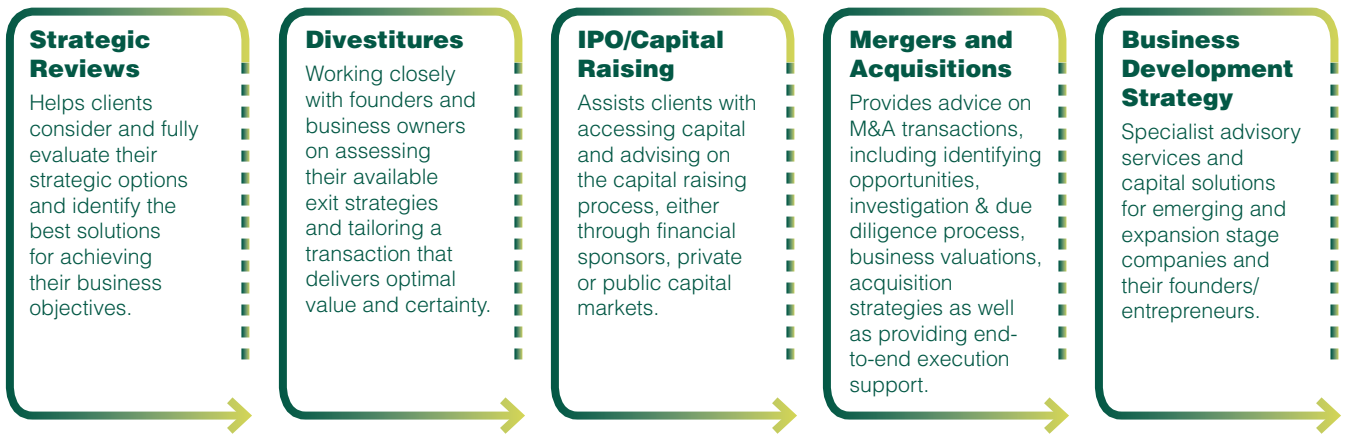 Strategic
Reviews
Helps clients
consider and fully
evaluate their
strategic options
and identify the
best solutions
for achieving
their business
objectives.
Divestitures
Working closely
with founders and
business owners
on assessing
their available
exit strategies
and tailoring a
transaction that
delivers optimal
value and certainty.
IPO/Capital
Raising
Assists clients with
accessing capital
and advising on
the capital raising
process, either
through financial
sponsors, private
or public capital
markets.
Mergers and
Acquisitions
Provides advice on
M&A transactions,
including identifying
opportunities,
investigation & due
diligence process,
business valuations,
acquisition
strategies as well
as providing end-
to-end execution
support.
Business
Development
Strategy
Specialist advisory
services and
capital solutions
for emerging and
expansion stage
companies and
their founders/
entrepreneurs.